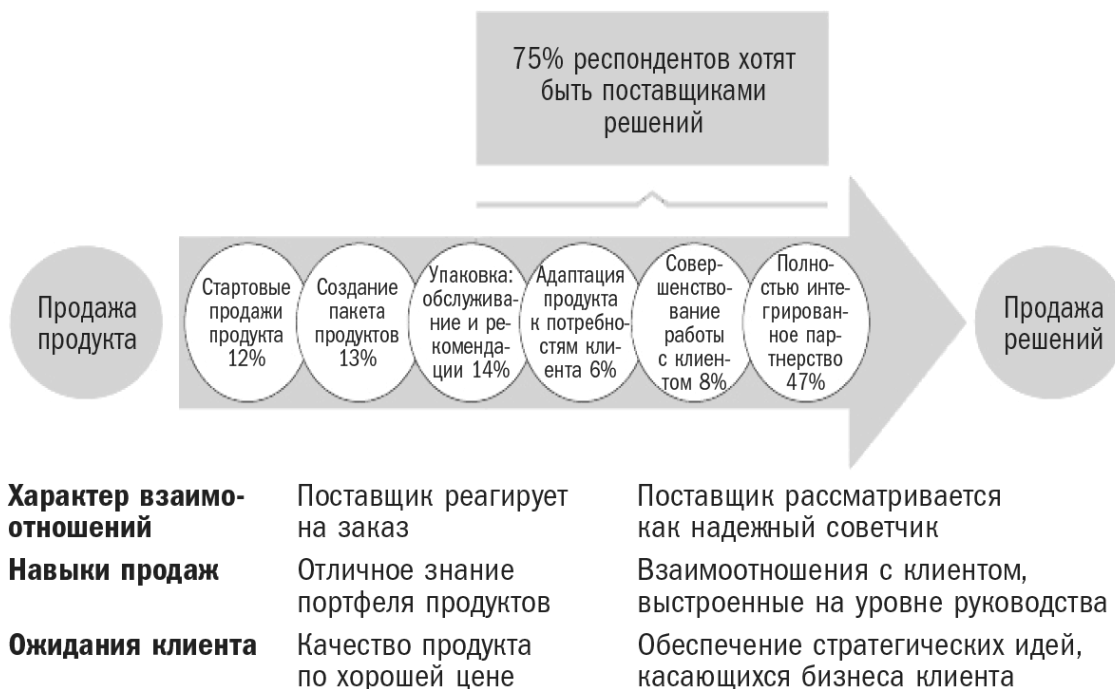 75% респондентов хотят
быть поставщиками
решений
Продажа
продукта
Стартовые
продажи
продукта
12%
Создание
пакета
продуктов
13%
Упаковка:
обслужива-
ние и ре-
коменда-
ции 14%
Адаптация
продукта
к потребно-
стям кли-
ента 6%
Совер-
шенство-
вание
работы
с клиен-
том 8%
Полно-
стью инте-
грирован-
ное пар-
тнерство
47%
Продажа
решений
Характер взаимо-
отношений
Поставщик реагирует
на заказ
Поставщик рассматривается
как надежный советчик
Навыки продаж
Отличное знание
портфеля продуктов
Взаимоотношения с клиентом,
выстроенные на уровне руководства
Ожидания клиента
Качество продукта
по хорошей цене
Обеспечение стратегических идей,
касающихся бизнеса клиента